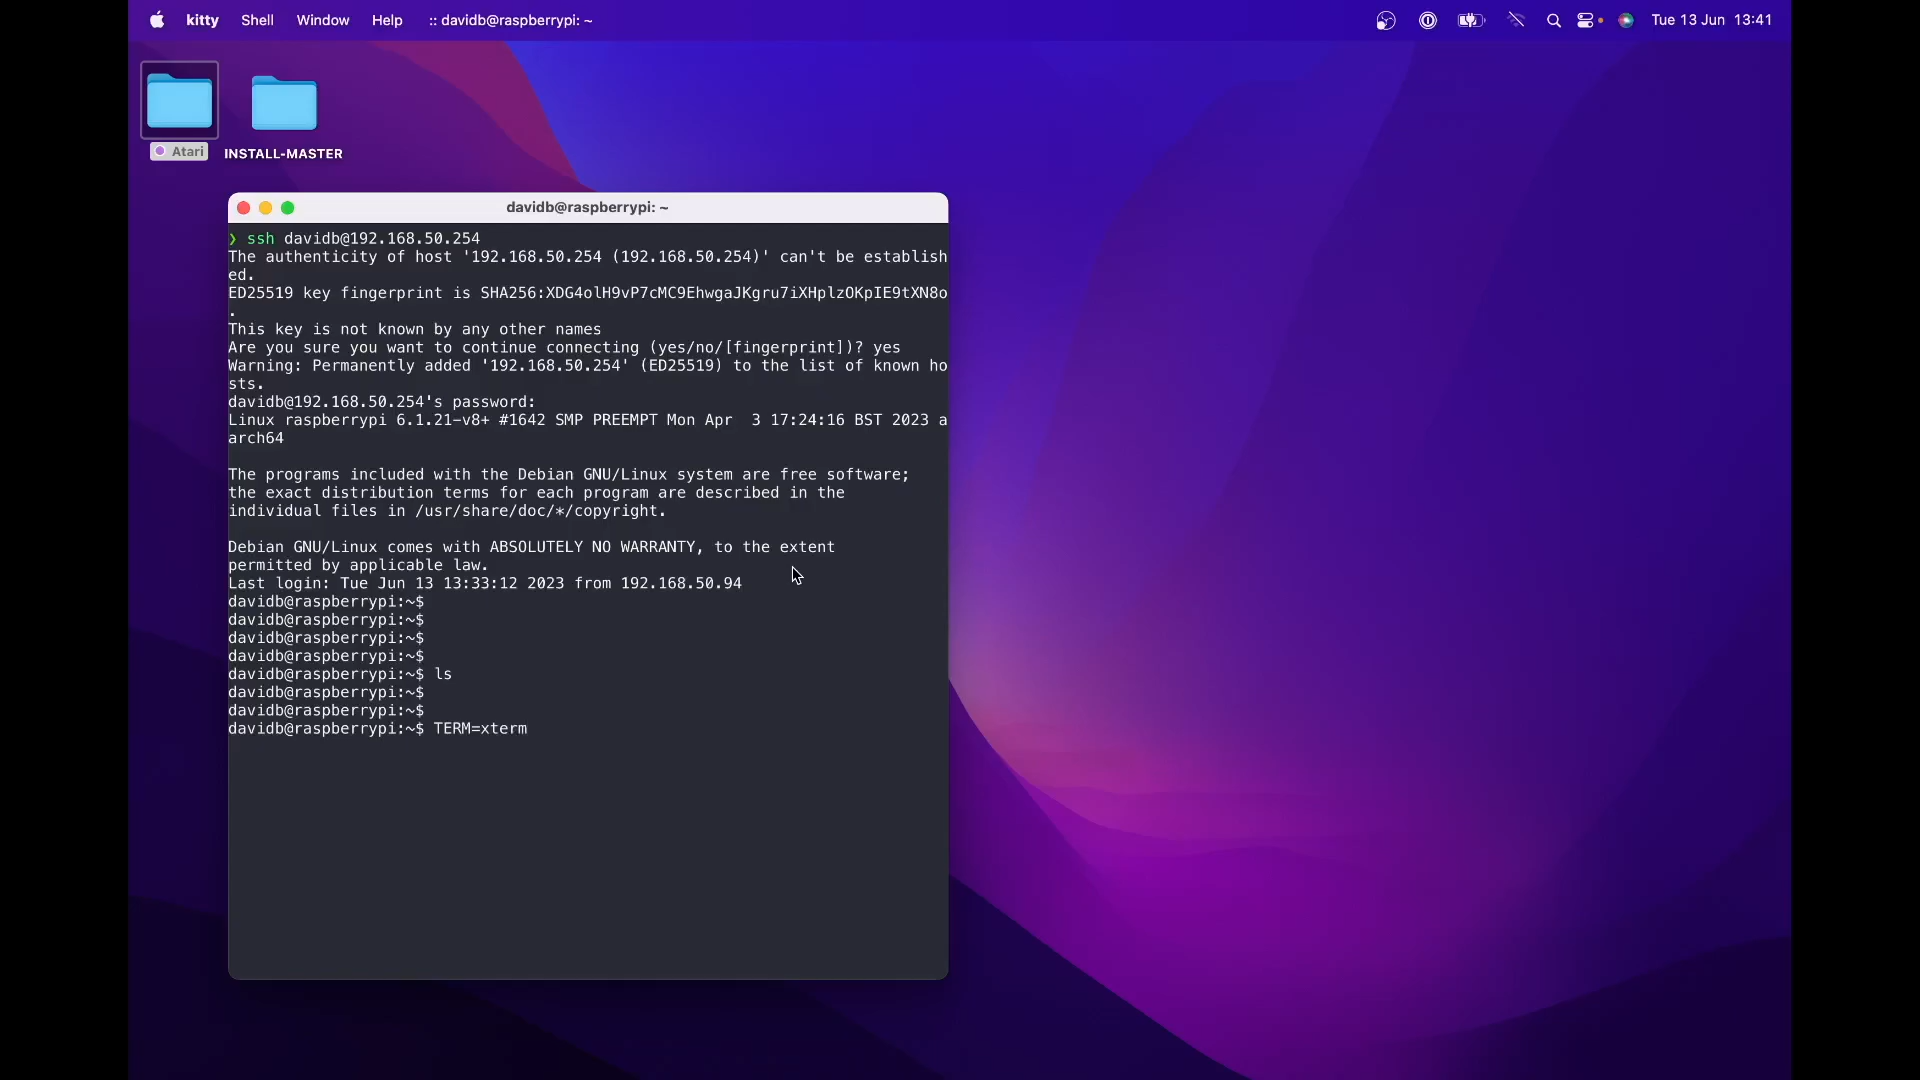 kitty Shell Window Help :: davidb@raspberrypi: ~ Tue 13 Jun 13:41
Atari INSTALL-MASTER
davidb@raspberrypi: ~
❯ ssh davidb@192.168.50.254
The authenticity of host '192.168.50.254 (192.168.50.254)' can't be establish
ed.
ED25519 key fingerprint is SHA256:XDG4olH9vP7cMC9EhwgaJKgru7iXHplzOKpIE9tXN8o
.
This key is not known by any other names
Are you sure you want to continue connecting (yes/no/[fingerprint])? yes
Warning: Permanently added '192.168.50.254' (ED25519) to the list of known ho
sts.
davidb@192.168.50.254's password:
Linux raspberrypi 6.1.21-v8+ #1642 SMP PREEMPT Mon Apr  3 17:24:16 BST 2023 a
arch64
The programs included with the Debian GNU/Linux system are free software;
the exact distribution terms for each program are described in the
individual files in /usr/share/doc/*/copyright.
Debian GNU/Linux comes with ABSOLUTELY NO WARRANTY, to the extent
permitted by applicable law.
Last login: Tue Jun 13 13:33:12 2023 from 192.168.50.94
davidb@raspberrypi:~$
davidb@raspberrypi:~$
davidb@raspberrypi:~$
davidb@raspberrypi:~$
davidb@raspberrypi:~$ ls
davidb@raspberrypi:~$
davidb@raspberrypi:~$
davidb@raspberrypi:~$ TERM=xterm